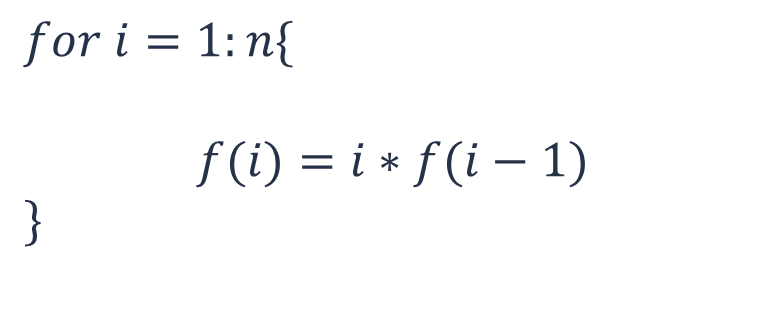 for i = 1: n{
f(i) = i * f(i − 1)
}